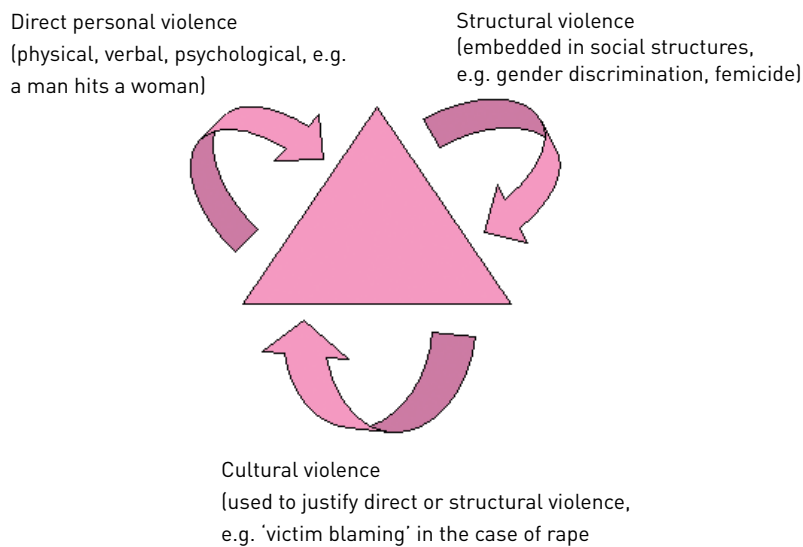 Direct personal violence
(physical, verbal, psychological, e.g.
a man hits a woman)
Structural violence
(embedded in social structures,
e.g. gender discrimination, femicide)
Cultural violence
(used to justify direct or structural violence,
e.g. ‘victim blaming’ in the case of rape